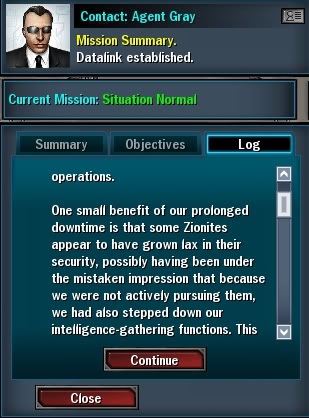 Contact: Agent Gray
Mission Summary.
Datalink established.
Current Mission: Situation Normal
Summary
Objectives
Log
operations.
One small benefit of our prolonged
downtime is that some Zionites
appear to have grown lax in their
security, possibly having been under
the mistaken impression that because
we were not actively pursuing them,
we had also stepped down our
intelligence-gathering functions. This
Continue
Close